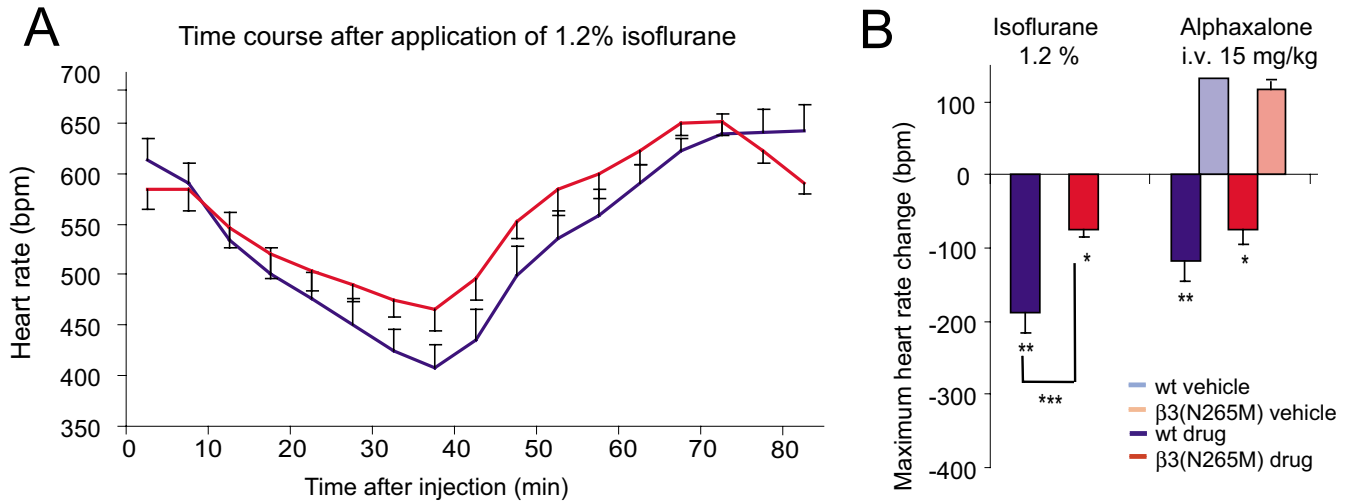 A
Time course after application of 1.2% isoflurane
Heart rate (bpm)
700
650
600
550
500
450
400
350
0 10 20 30 40 50 60 70 80
Time after injection (min)
B
Isoflurane
1.2 %
Alphaxalone
i.v. 15 mg/kg
Maximum heart rate change (bpm)
100
0
-100
-200
-300
-400
**
*
***
**
*
wt vehicle
β3(N265M) vehicle
wt drug
β3(N265M) drug